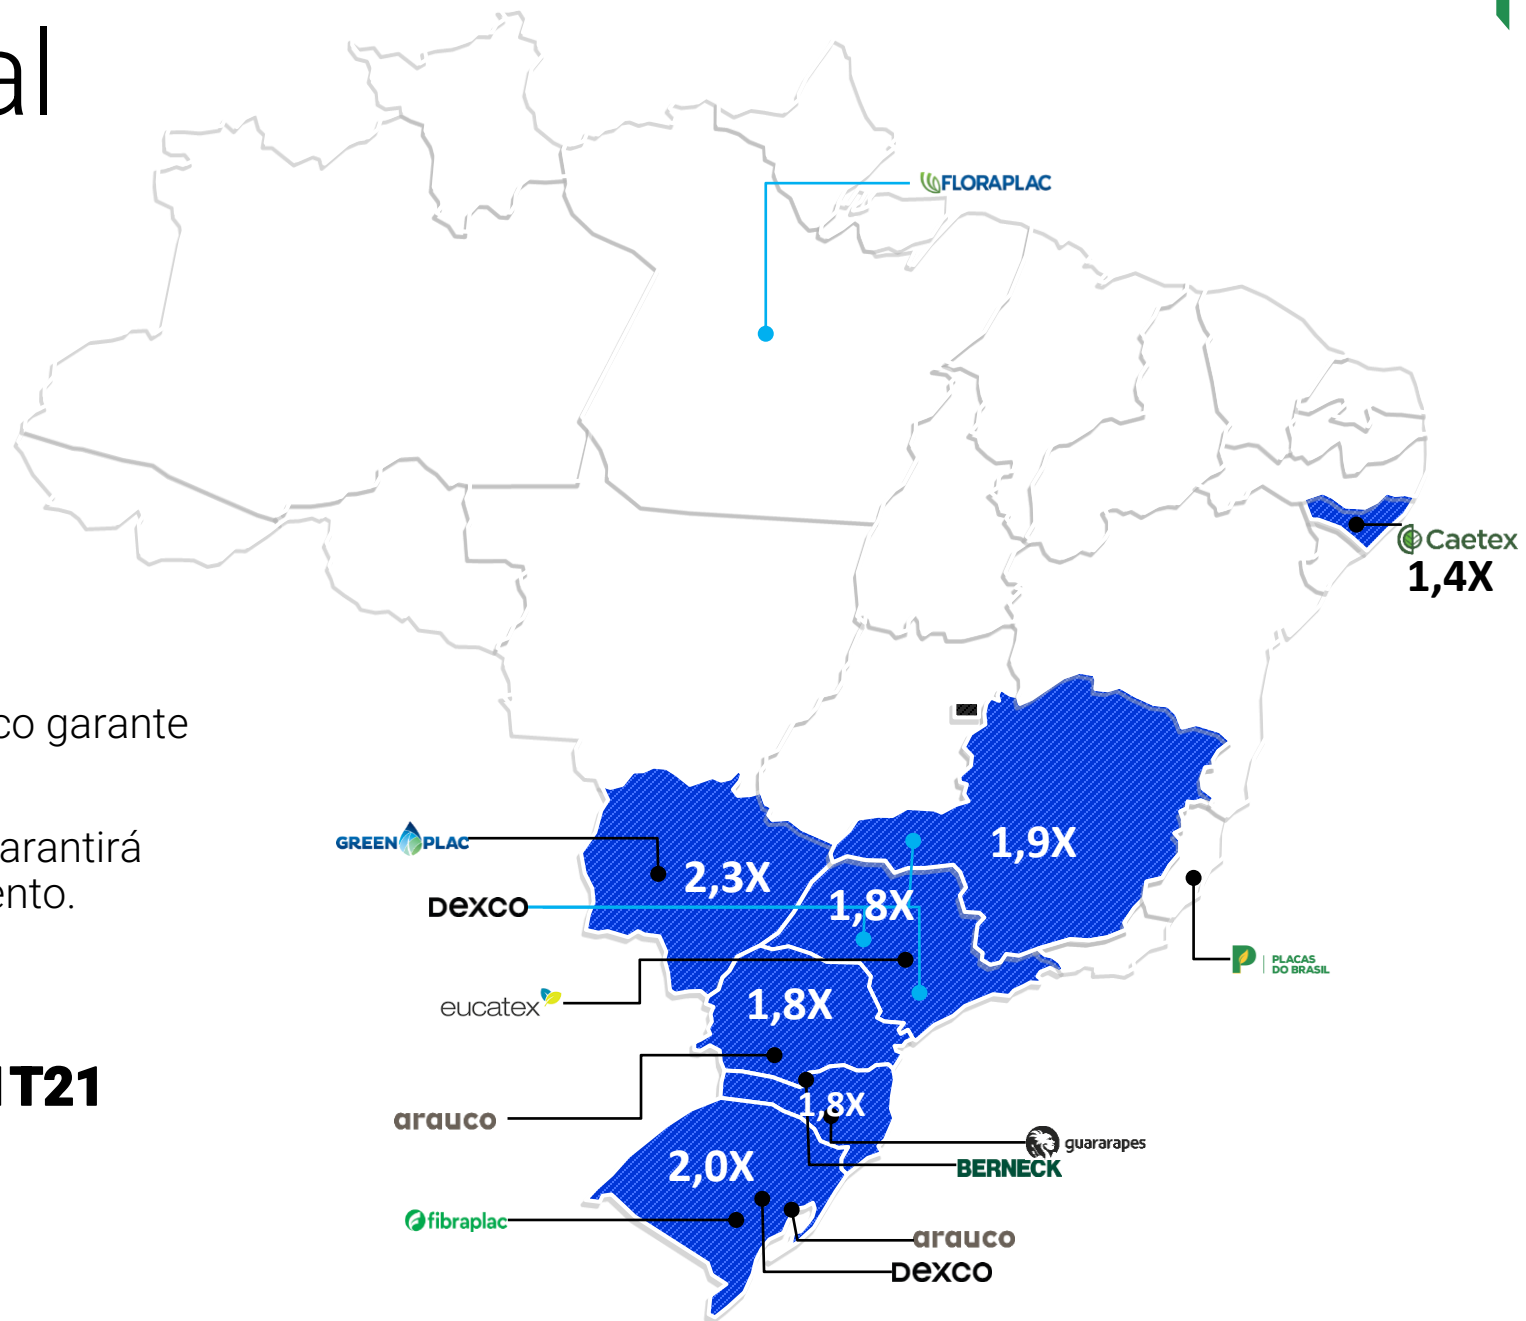 al
FLORAPLAC
Caetex
1,4X
co garante
arantirá
ento.
GREEN PLAC
2,3X
1,9X
Dexco
1,8X
PLACAS
DO BRASIL
eucatex
1,8X
1T21
arauco
1,8X
guararapes
BERNECK
2,0X
fibraplac
arauco
Dexco